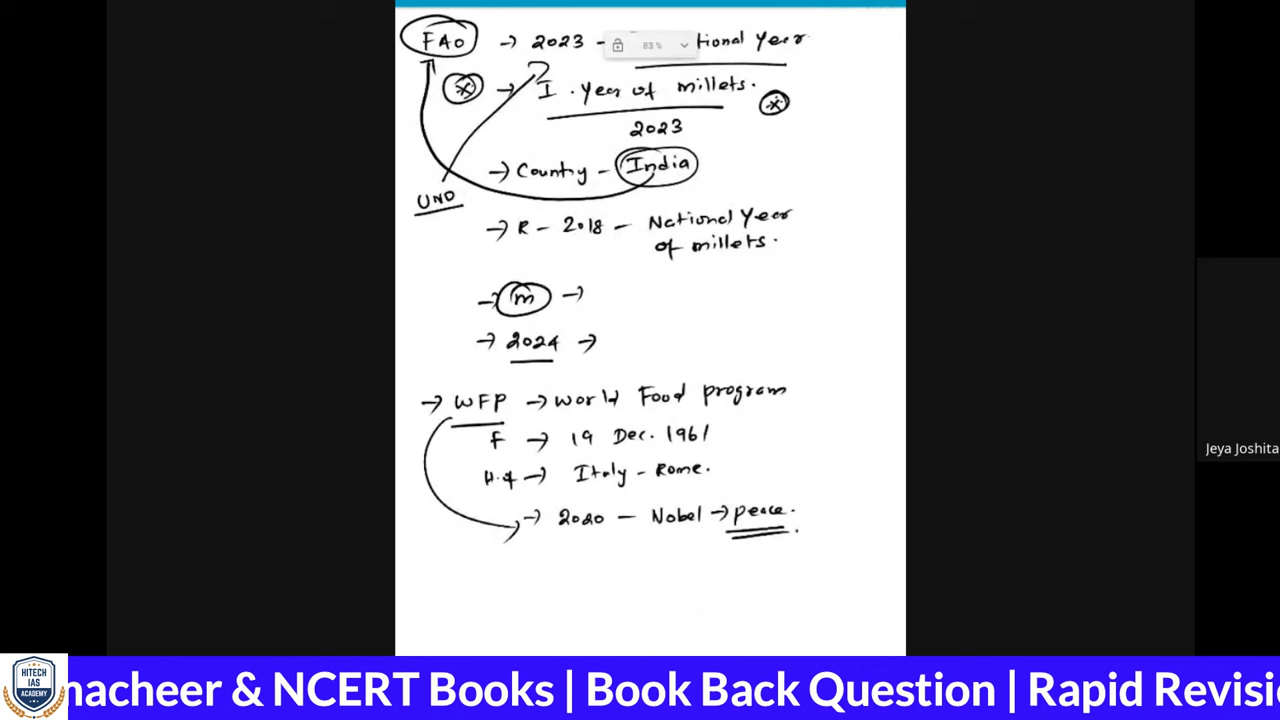 FAO → 2023 - tional Year
83 %
→ I. Year of millets.
2023
→ Country - India
UNO
→ R - 2018 - National Year
of millets.
→ m →
→ 2024 →
→ WFP → World Food program
F → 19 Dec. 1961
H.q → Italy - Rome.
→ 2020 - Nobel → peace.
Jeya Joshita
HITECH
IAS
ACADEMY
nacheer & NCERT Books | Book Back Question | Rapid Revisi